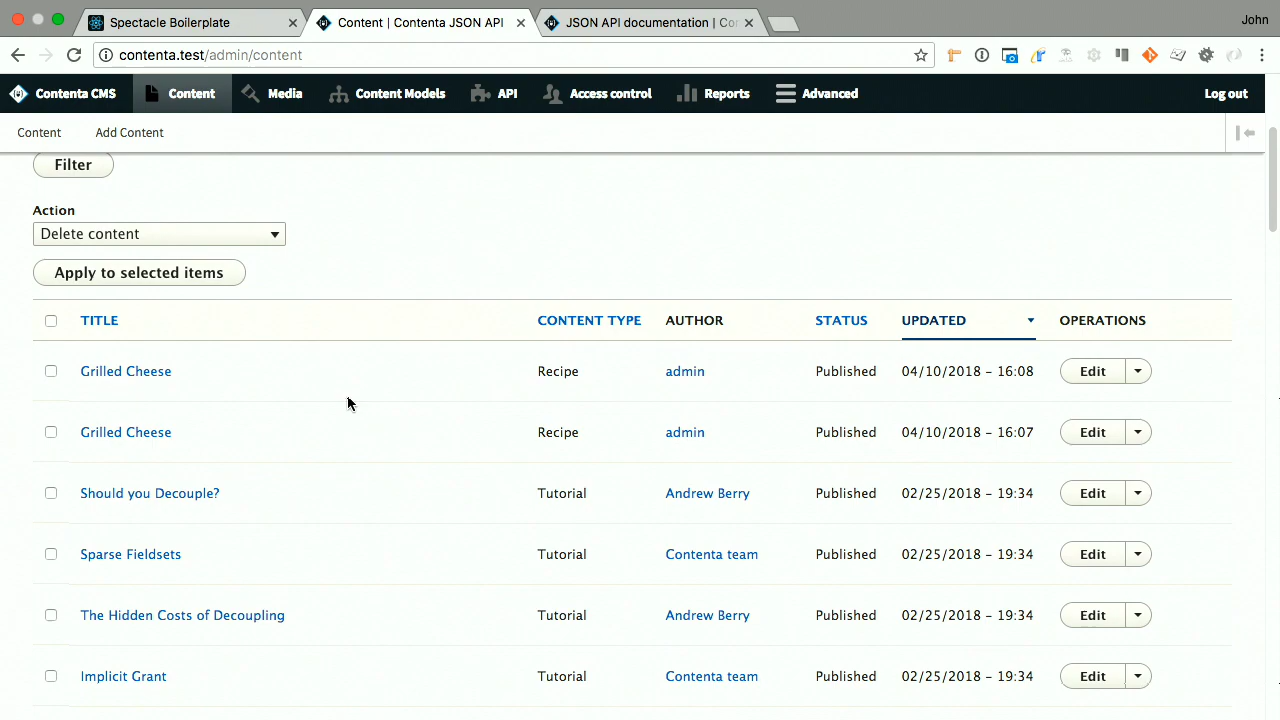 Spectacle Boilerplate
Content | Contenta JSON API
JSON API documentation | Con
John
contenta.test/admin/content
Contenta CMS
Content
Media
Content Models
API
Access control
Reports
Advanced
Log out
Content
Add Content
Filter
Action
Delete content
Apply to selected items
TITLE CONTENT TYPE AUTHOR STATUS UPDATED OPERATIONS
Grilled Cheese Recipe admin Published 04/10/2018 - 16:08 Edit
Grilled Cheese Recipe admin Published 04/10/2018 - 16:07 Edit
Should you Decouple? Tutorial Andrew Berry Published 02/25/2018 - 19:34 Edit
Sparse Fieldsets Tutorial Contenta team Published 02/25/2018 - 19:34 Edit
The Hidden Costs of Decoupling Tutorial Andrew Berry Published 02/25/2018 - 19:34 Edit
Implicit Grant Tutorial Contenta team Published 02/25/2018 - 19:34 Edit